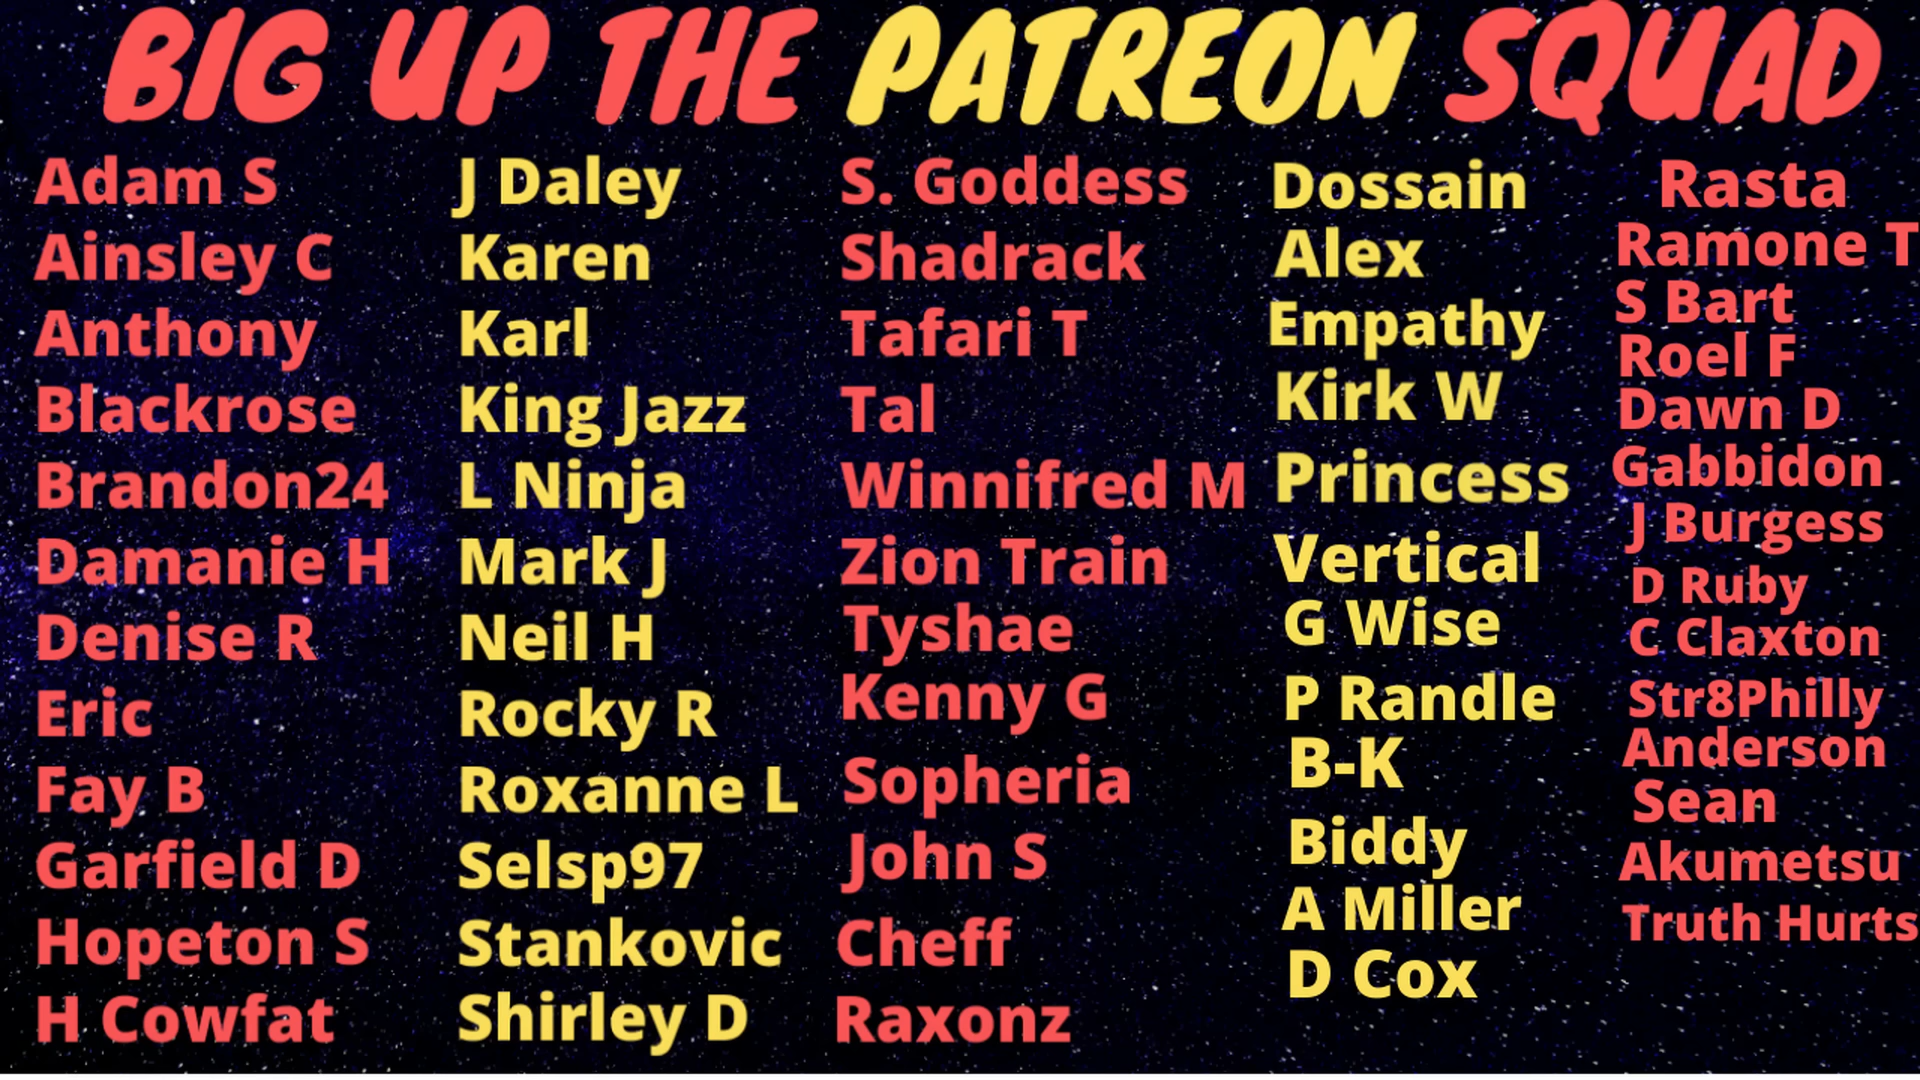 BIG UP THE PATREON SQUAD
Adam S
Ainsley C
Anthony
Blackrose
Brandon24
Damanie H
Denise R
Eric
Fay B
Garfield D
Hopeton S
H Cowfat
J Daley
Karen
Karl
King Jazz
L Ninja
Mark J
Neil H
Rocky R
Roxanne L
Selsp97
Stankovic
Shirley D
S. Goddess
Shadrack
Tafari T
Tal
Winnifred M
Zion Train
Tyshae
Kenny G
Sopheria
John S
Cheff
Raxonz
Dossain
Alex
Empathy
Kirk W
Princess
Vertical
G Wise
P Randle
B-K
Biddy
A Miller
D Cox
Rasta
Ramone T
S Bart
Roel F
Dawn D
Gabbidon
J Burgess
D Ruby
C Claxton
Str8Philly
Anderson
Sean
Akumetsu
Truth Hurts